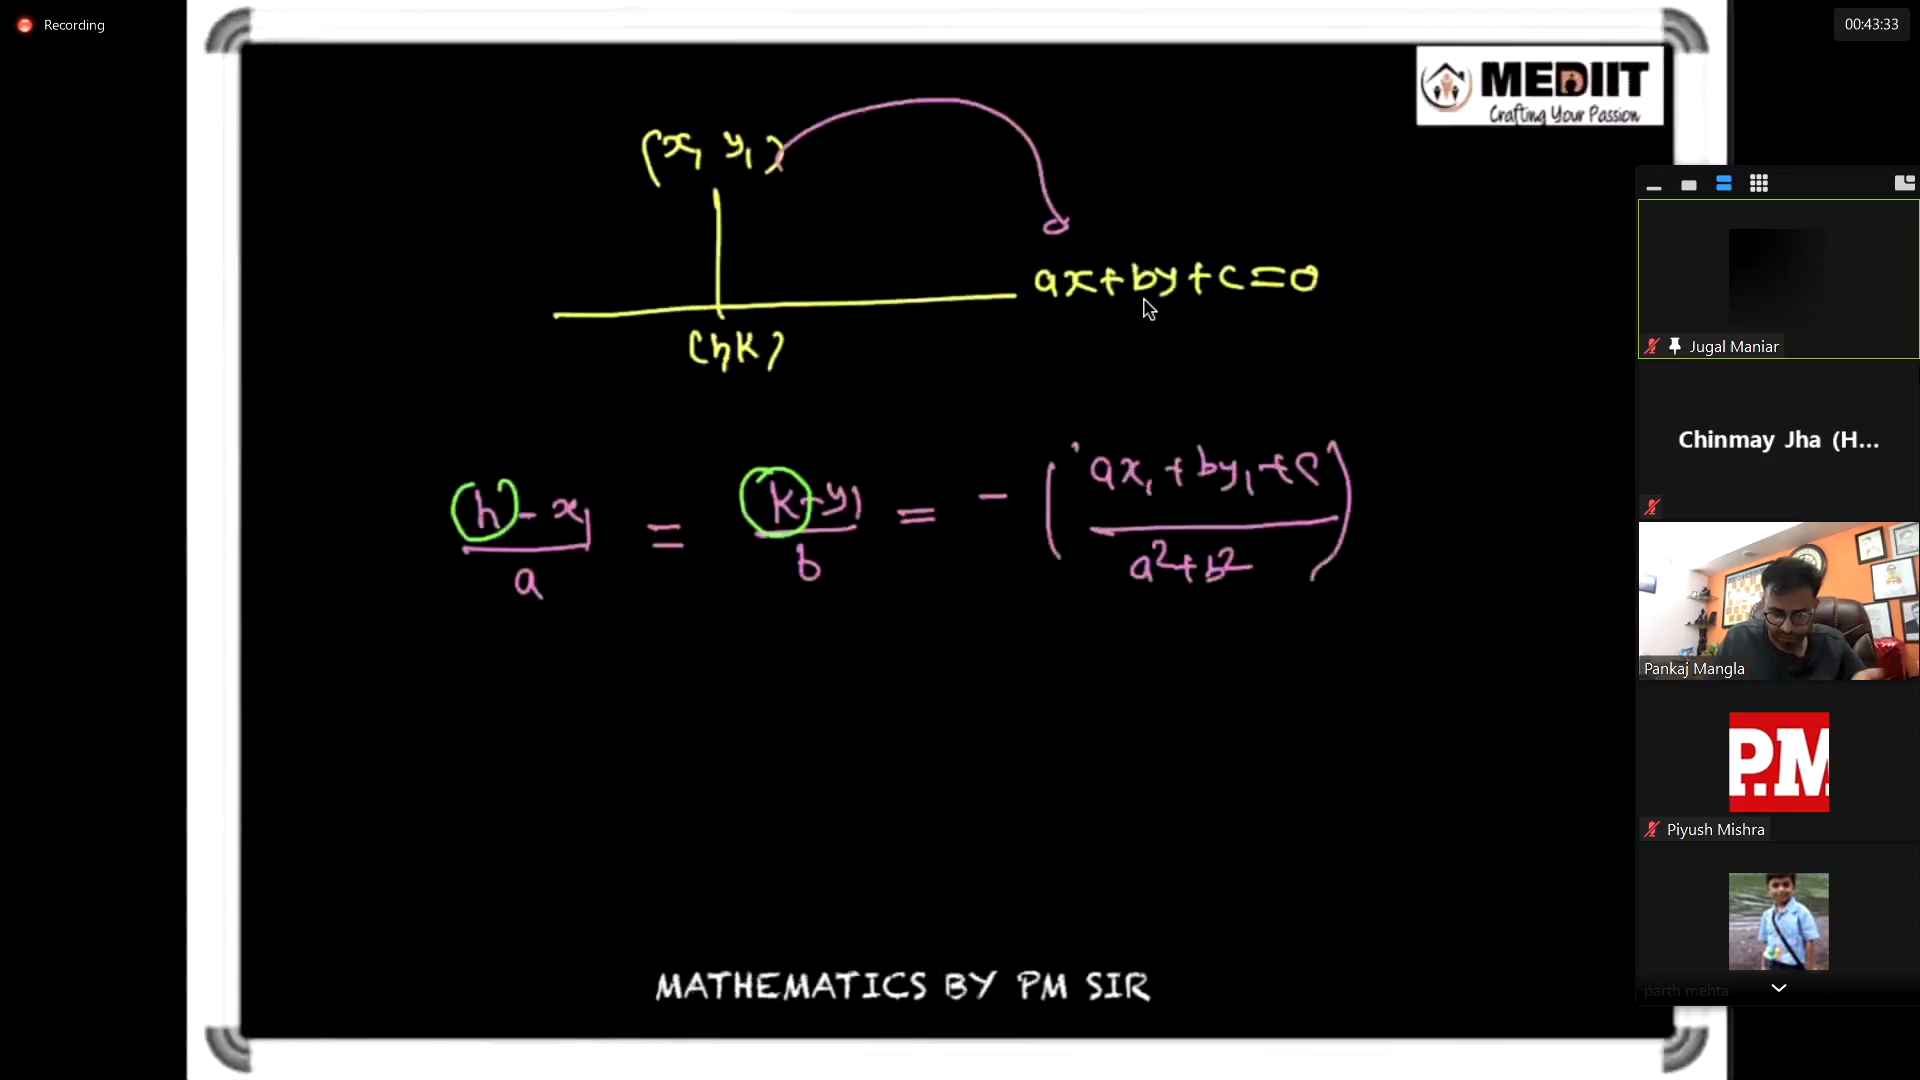 Recording
00:43:33
MEDIIT
Crafting Your Passion
(x₁ y₁)
ax+by+c=0
(h k)
(h - x₁)/a = (k - y₁)/b = - ((ax₁ + by₁ + c)/(a² + b²))
MATHEMATICS BY PM SIR
Jugal Maniar
Chinmay Jha (H...
Pankaj Mangla
P.M
Piyush Mishra
parth mehta